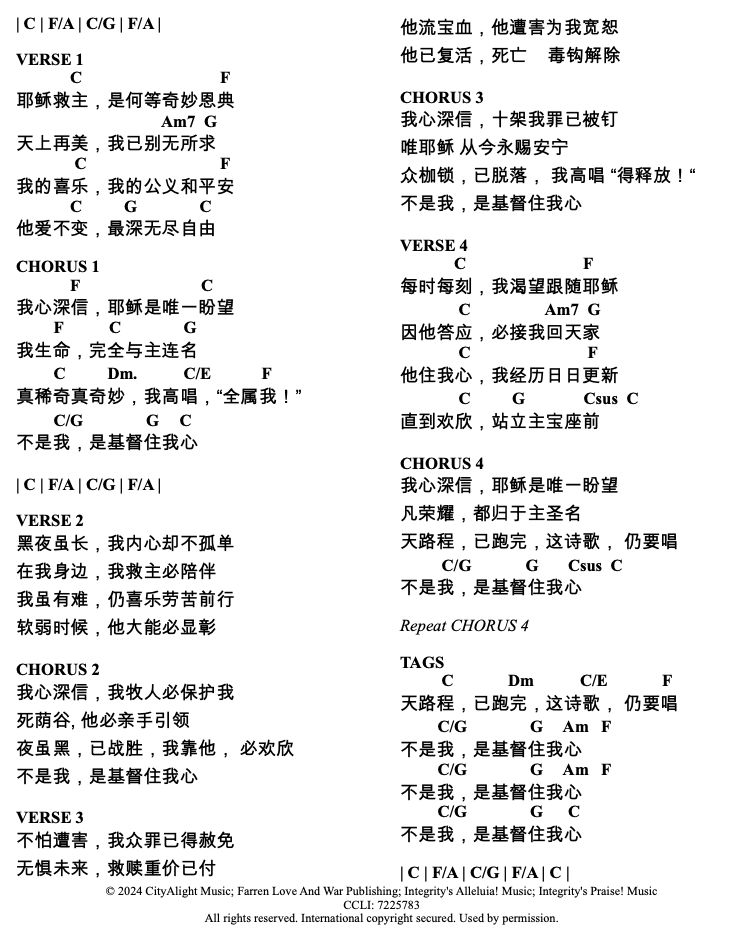 | C | F/A | C/G | F/A |
VERSE 1
C F
耶稣救主，是何等奇妙恩典
Am7 G
天上再美，我已别无所求
C F
我的喜乐，我的公义和平安
C G C
他爱不变，最深无尽自由
CHORUS 1
F C
我心深信，耶稣是唯一盼望
F C G
我生命，完全与主连名
C Dm. C/E F
真稀奇真奇妙，我高唱，“全属我！”
C/G G C
不是我，是基督住我心
| C | F/A | C/G | F/A |
VERSE 2
黑夜虽长，我内心却不孤单
在我身边，我救主必陪伴
我虽有难，仍喜乐劳苦前行
软弱时候，他大能必显彰
CHORUS 2
我心深信，我牧人必保护我
死荫谷, 他必亲手引领
夜虽黑，已战胜，我靠他， 必欢欣
不是我，是基督住我心
VERSE 3
不怕遭害，我众罪已得赦免
无惧未来，救赎重价已付
他流宝血，他遭害为我宽恕
他已复活，死亡 毒钩解除
CHORUS 3
我心深信，十架我罪已被钉
唯耶稣 从今永赐安宁
众枷锁，已脱落， 我高唱 “得释放！“
不是我，是基督住我心
VERSE 4
C F
每时每刻，我渴望跟随耶稣
C Am7 G
因他答应，必接我回天家
C F
他住我心，我经历日日更新
C G Csus C
直到欢欣，站立主宝座前
CHORUS 4
我心深信，耶稣是唯一盼望
凡荣耀，都归于主圣名
天路程，已跑完，这诗歌， 仍要唱
C/G G Csus C
不是我，是基督住我心
Repeat CHORUS 4
TAGS
C Dm C/E F
天路程，已跑完，这诗歌， 仍要唱
C/G G Am F
不是我，是基督住我心
C/G G Am F
不是我，是基督住我心
C/G G C
不是我，是基督住我心
| C | F/A | C/G | F/A | C |
© 2024 CityAlight Music; Farren Love And War Publishing; Integrity's Alleluia! Music; Integrity's Praise! Music
CCLI: 7225783
All rights reserved. International copyright secured. Used by permission.